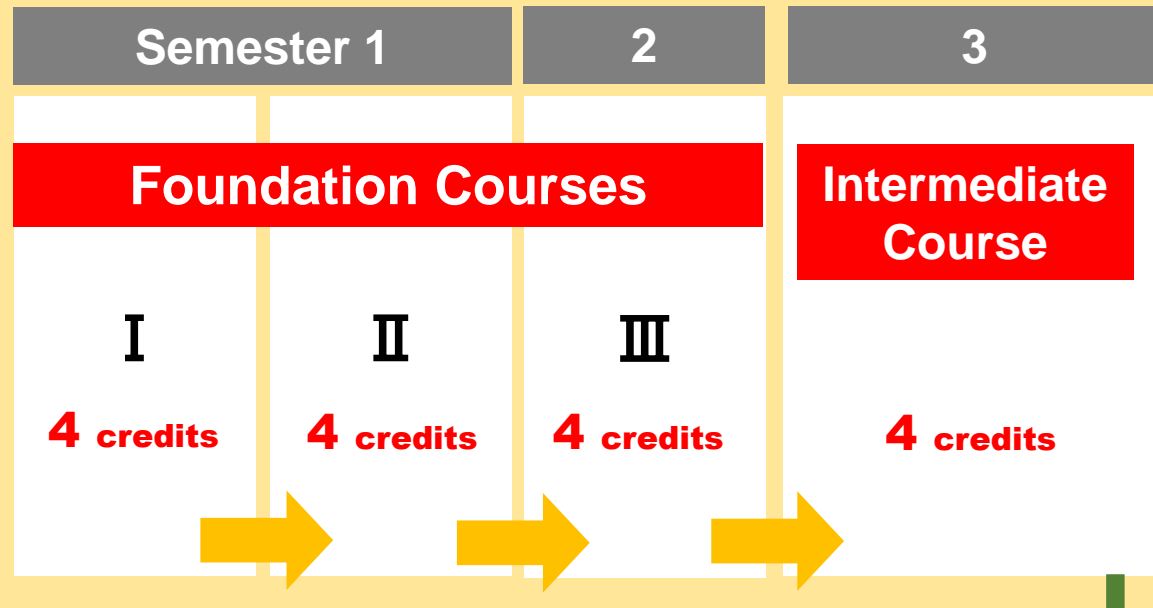 Semester 1
2
3
Foundation Courses
Intermediate
Course
Ⅰ
Ⅱ
Ⅲ
4 credits
4 credits
4 credits
4 credits